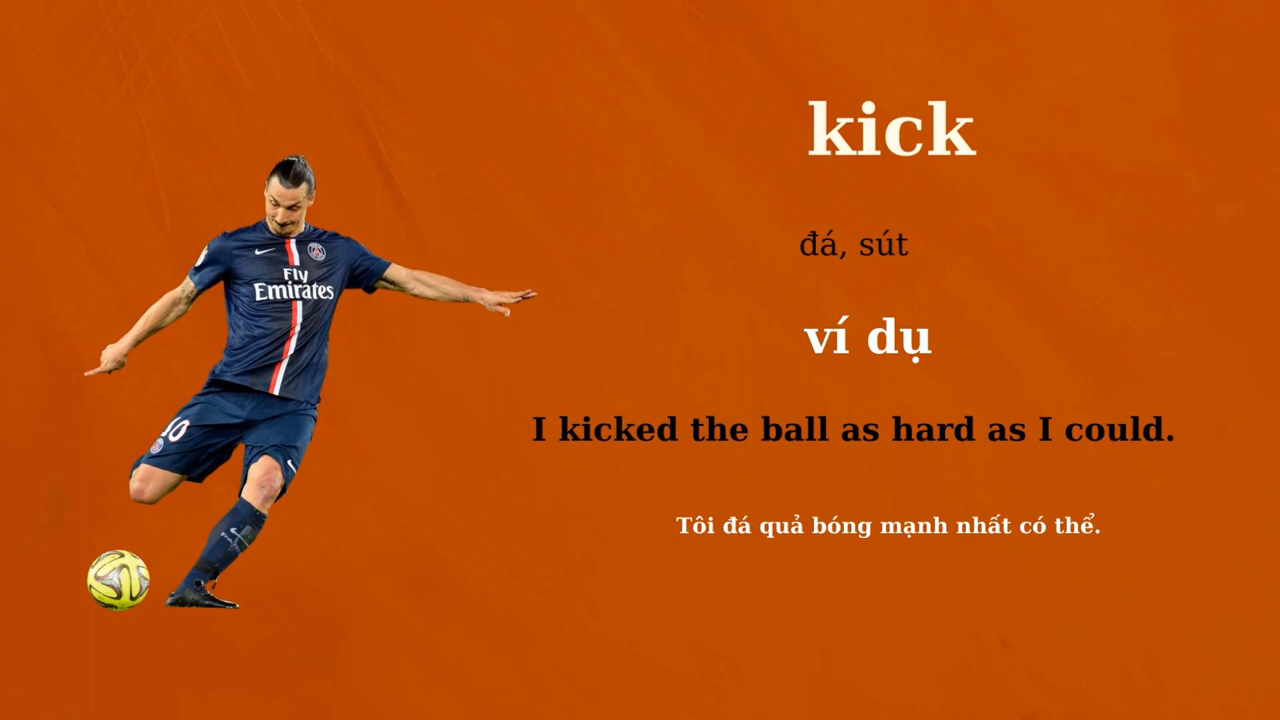 kick
đá, sút
ví dụ
I kicked the ball as hard as I could.
Tôi đá quả bóng mạnh nhất có thể.
Fly
Emirates
10